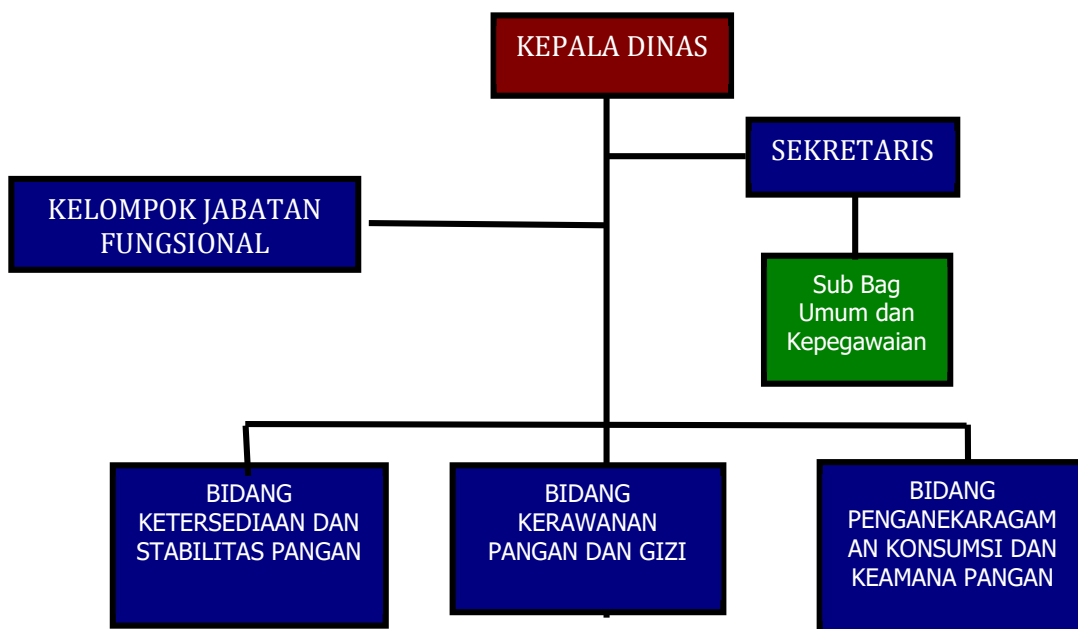 KEPALA DINAS
SEKRETARIS
KELOMPOK JABATAN
FUNGSIONAL
Sub Bag
Umum dan
Kepegawaian
BIDANG
KETERSEDIAAN DAN
STABILITAS PANGAN
BIDANG
KERAWANAN
PANGAN DAN GIZI
BIDANG
PENGANEKARAGAM
AN KONSUMSI DAN
KEAMANA PANGAN